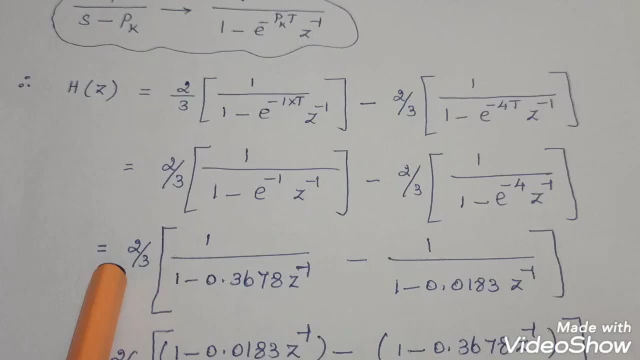 1/(S − P_K) → 1/(1 − e^{P_K T} z^{-1})
∴ H(z) = 2/3 [ 1/(1 − e^{-1×T} z^{-1}) ] − 2/3 [ 1/(1 − e^{-4T} z^{-1}) ]
= 2/3 [ 1/(1 − e^{-1} z^{-1}) ] − 2/3 [ 1/(1 − e^{-4} z^{-1}) ]
= 2/3 [ 1/(1 − 0.3678 z^{-1}) − 1/(1 − 0.0183 z^{-1}) ]
[ (1 − 0.0183 z^{-1}) − (1 − 0.3678 z^{-1})
Made with
VideoShow